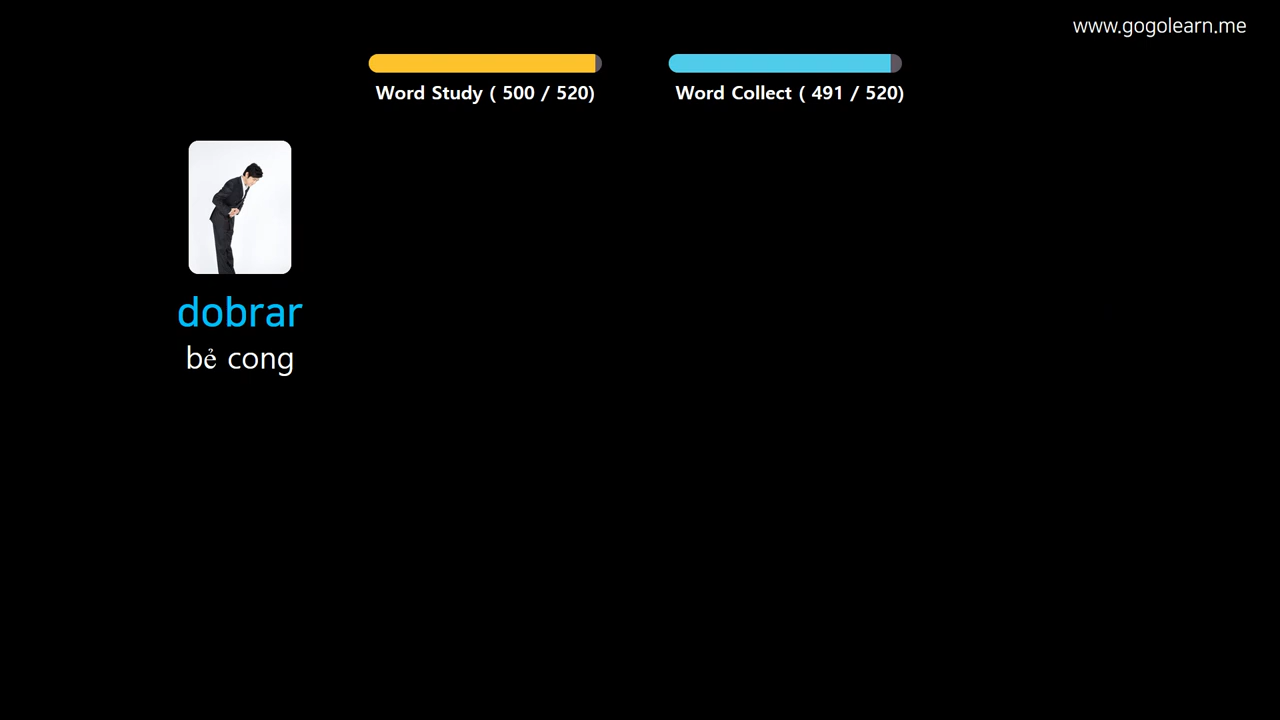 www.gogolearn.me
Word Study ( 500 / 520)
Word Collect ( 491 / 520)
dobrar
bẻ cong